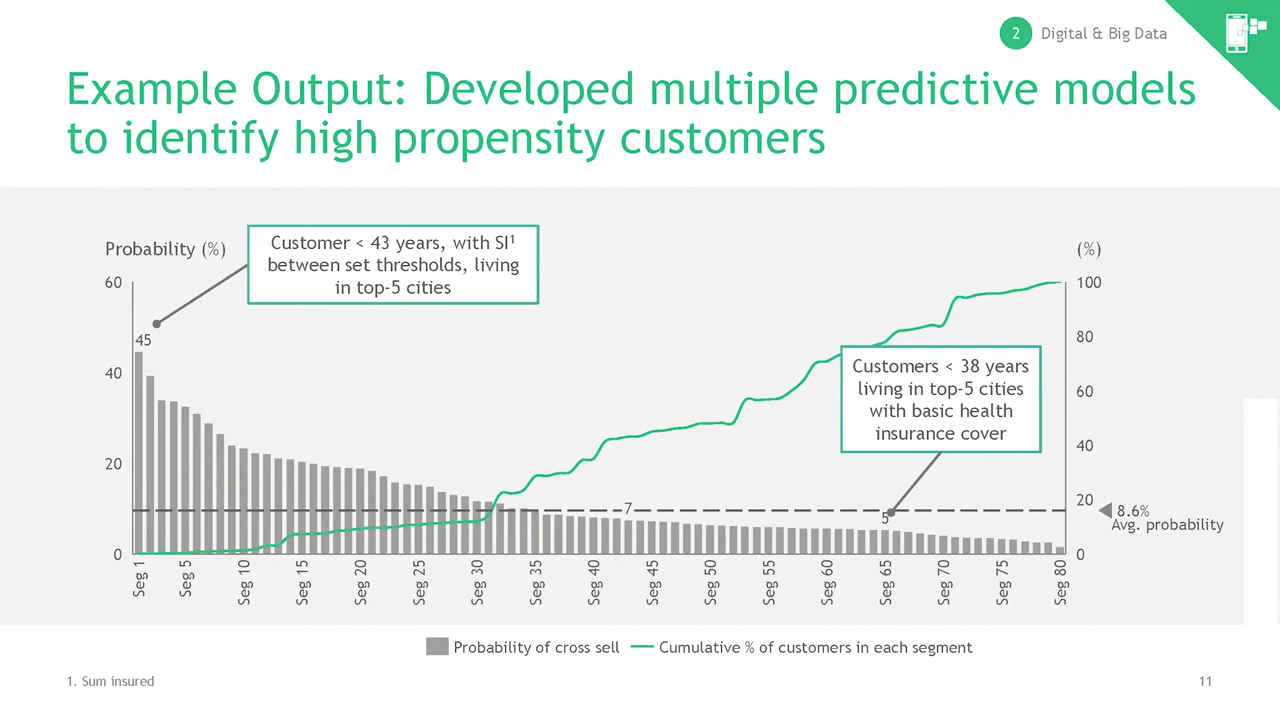 2 Digital & Big Data
Example Output: Developed multiple predictive models
to identify high propensity customers
Probability (%)
Customer < 43 years, with SI¹
between set thresholds, living
in top-5 cities
(%)
60
40
20
0
45
7
5
Customers < 38 years
living in top-5 cities
with basic health
insurance cover
100
80
60
40
20
0
8.6%
Avg. probability
Seg 1
Seg 5
Seg 10
Seg 15
Seg 20
Seg 25
Seg 30
Seg 35
Seg 40
Seg 45
Seg 50
Seg 55
Seg 60
Seg 65
Seg 70
Seg 75
Seg 80
Probability of cross sell
Cumulative % of customers in each segment
1. Sum insured
11